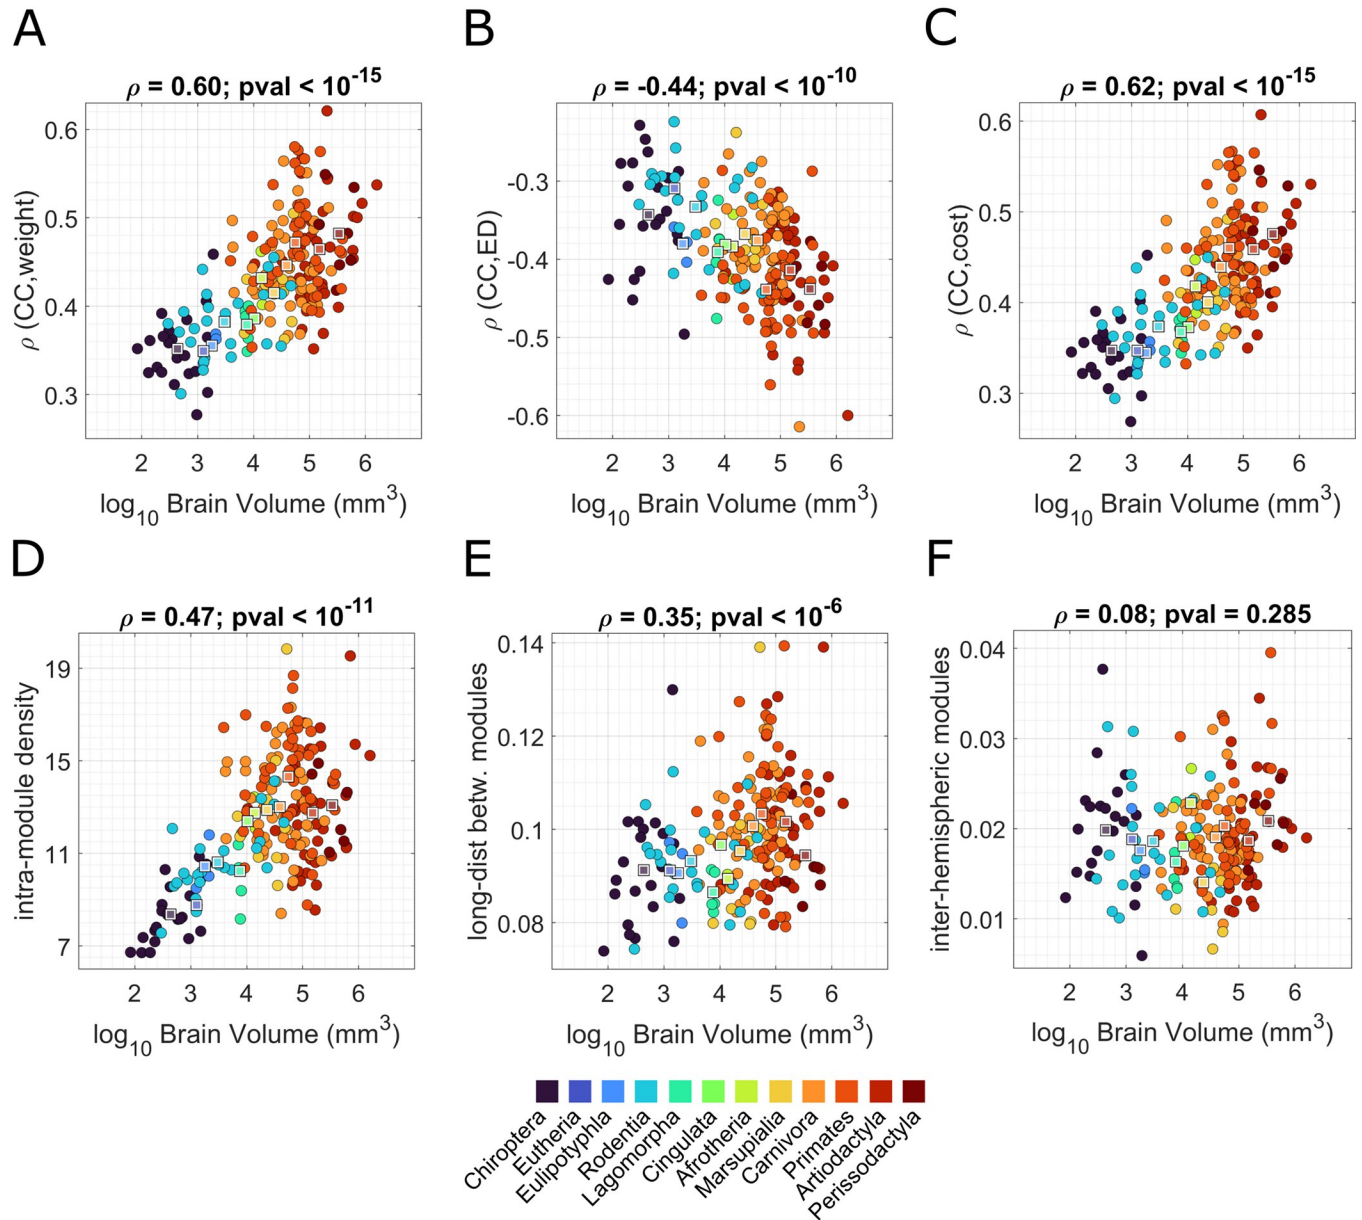 A
ρ = 0.60; pval < 10-15
ρ (CC,weight)
0.6
0.5
0.4
0.3
2 3 4 5 6
log10 Brain Volume (mm3)
B
ρ = -0.44; pval < 10-10
ρ (CC,ED)
-0.3
-0.4
-0.5
-0.6
2 3 4 5 6
log10 Brain Volume (mm3)
C
ρ = 0.62; pval < 10-15
ρ (CC,cost)
0.6
0.5
0.4
0.3
2 3 4 5 6
log10 Brain Volume (mm3)
D
ρ = 0.47; pval < 10-11
intra-module density
19
15
11
7
2 3 4 5 6
log10 Brain Volume (mm3)
E
ρ = 0.35; pval < 10-6
long-dist betw. modules
0.14
0.12
0.1
0.08
2 3 4 5 6
log10 Brain Volume (mm3)
F
ρ = 0.08; pval = 0.285
inter-hemispheric modules
0.04
0.03
0.02
0.01
2 3 4 5 6
log10 Brain Volume (mm3)
Chiroptera
Eutheria
Eulipotyphla
Rodentia
Lagomorpha
Cingulata
Afrotheria
Marsupialia
Carnivora
Primates
Artiodactyla
Perissodactyla